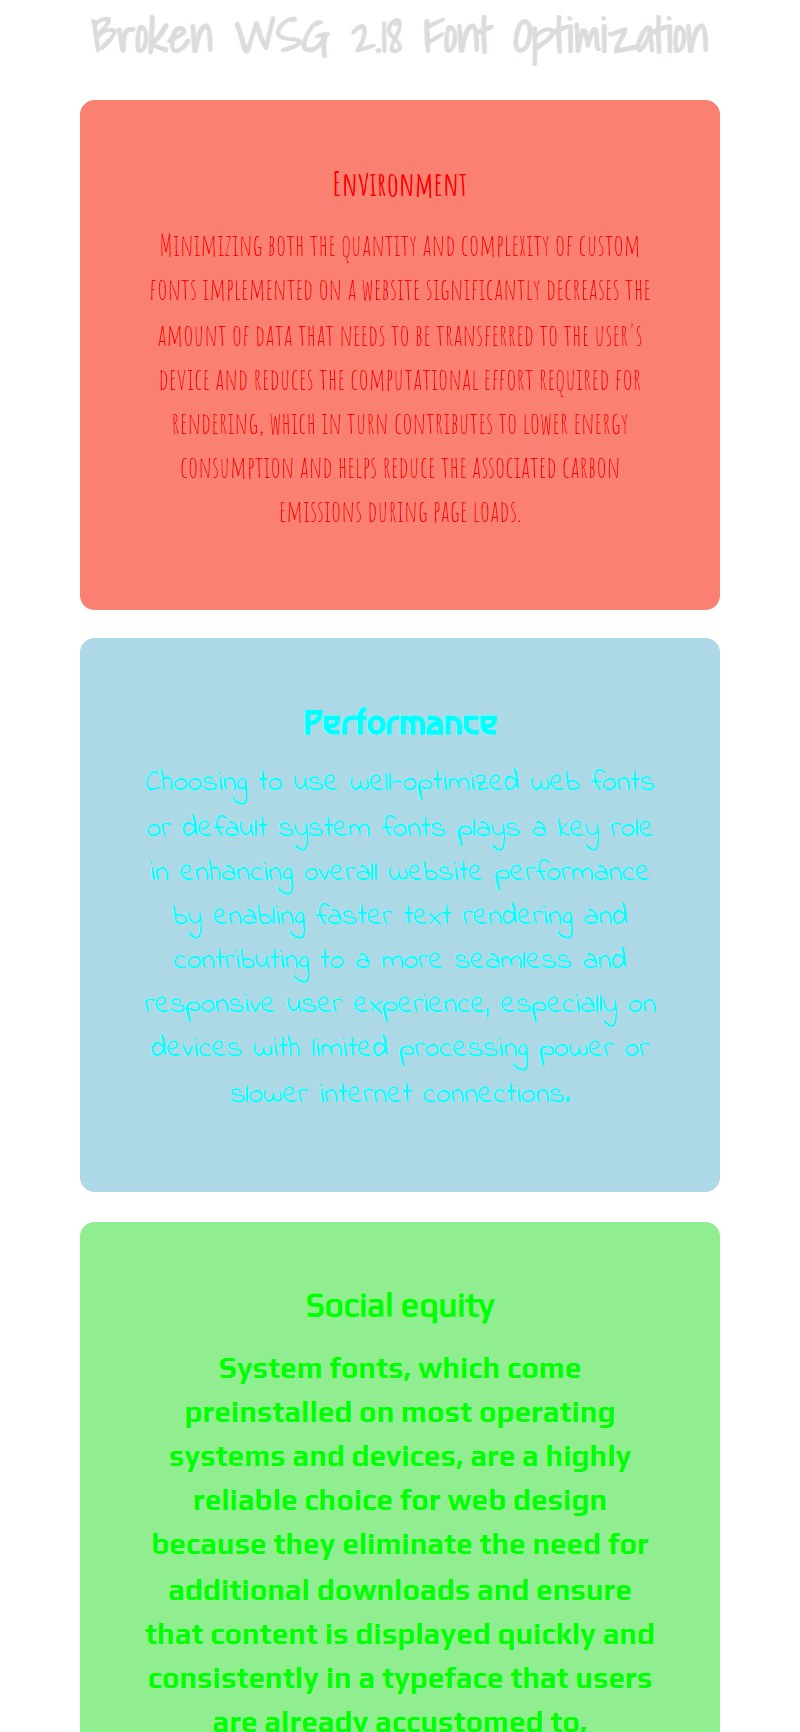 Broken WSG 2.18 Font Optimization
Environment
Minimizing both the quantity and complexity of custom
fonts implemented on a website significantly decreases the
amount of data that needs to be transferred to the user's
device and reduces the computational effort required for
rendering, which in turn contributes to lower energy
consumption and helps reduce the associated carbon
emissions during page loads.
Performance
Choosing to use well-optimized web fonts
or default system fonts plays a key role
in enhancing overall website performance
by enabling faster text rendering and
contributing to a more seamless and
responsive user experience, especially on
devices with limited processing power or
slower internet connections.
Social equity
System fonts, which come
preinstalled on most operating
systems and devices, are a highly
reliable choice for web design
because they eliminate the need for
additional downloads and ensure
that content is displayed quickly and
consistently in a typeface that users
are already accustomed to,